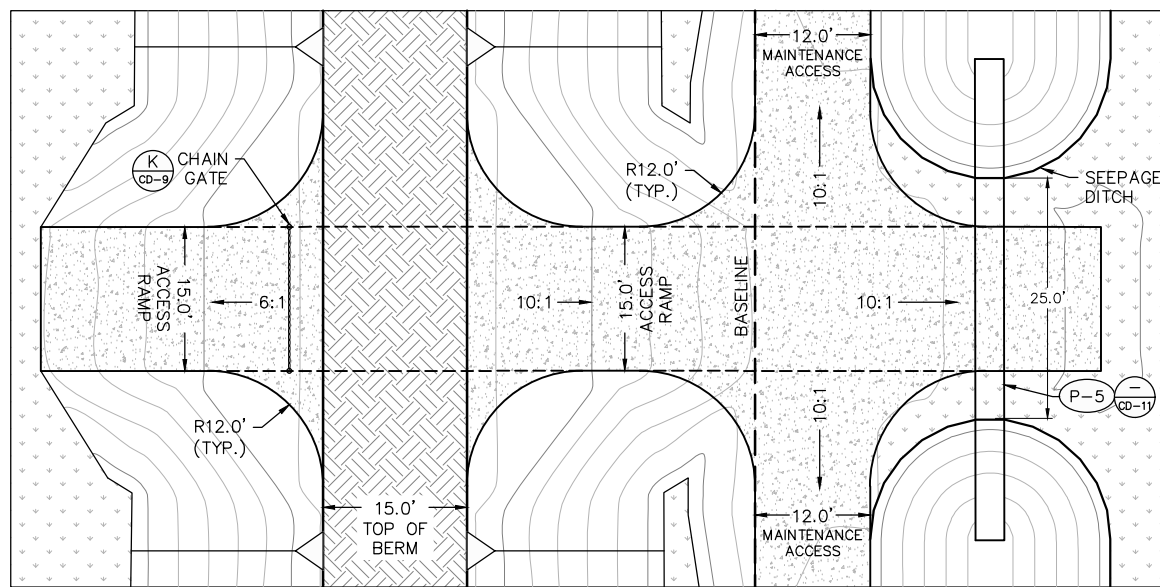 12.0'
MAINTENANCE
ACCESS
K
CD-9
CHAIN
GATE
R12.0'
(TYP.)
10:1
SEEPAGE
DITCH
15.0'
ACCESS
RAMP
6:1
10:1
15.0'
ACCESS
RAMP
BASELINE
10:1
25.0'
P-5
-
CD-11
R12.0'
(TYP.)
10:1
15.0'
TOP OF
BERM
12.0'
MAINTENANCE
ACCESS